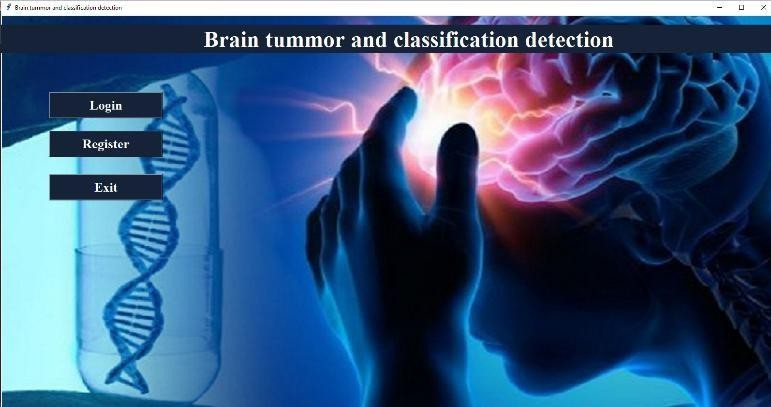 Brain tummor and classification detection
Brain tummor and classification detection
Login
Register
Exit